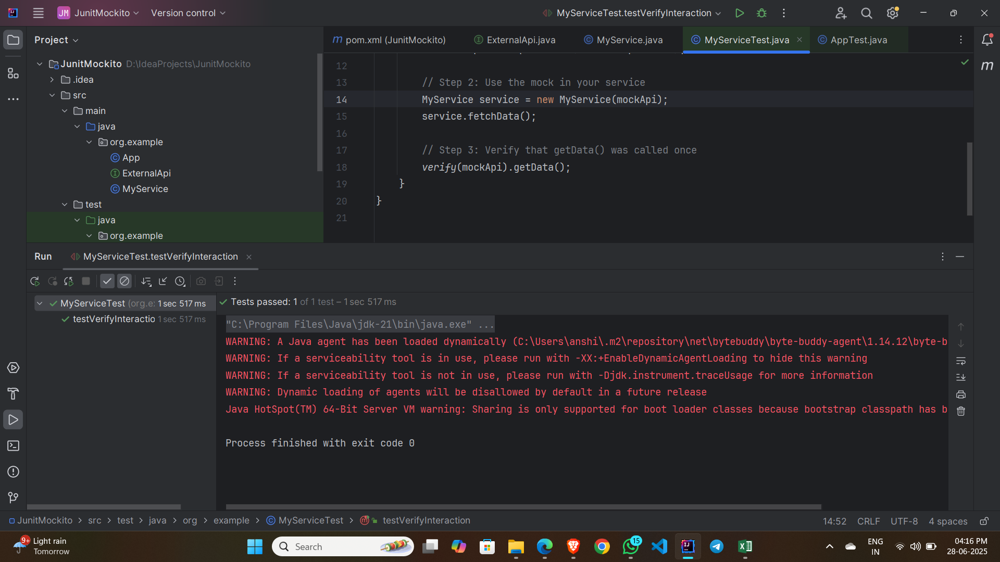 JM JunitMockito Version control MyServiceTest.testVerifyInteraction
Project
JunitMockito D:\IdeaProjects\JunitMockito
.idea
src
main
java
org.example
App
ExternalApi
MyService
test
java
org.example
m pom.xml (JunitMockito) ExternalApi.java MyService.java MyServiceTest.java AppTest.java
12
13 // Step 2: Use the mock in your service
14 MyService service = new MyService(mockApi);
15 service.fetchData();
16
17 // Step 3: Verify that getData() was called once
18 verify(mockApi).getData();
19 }
20 }
21
m
Run MyServiceTest.testVerifyInteraction
MyServiceTest (org.e: 1 sec 517 ms
testVerifyInteractio 1 sec 517 ms
Tests passed: 1 of 1 test – 1 sec 517 ms
"C:\Program Files\Java\jdk-21\bin\java.exe" ...
WARNING: A Java agent has been loaded dynamically (C:\Users\anshi\.m2\repository\net\bytebuddy\byte-buddy-agent\1.14.12\byte-b
WARNING: If a serviceability tool is in use, please run with -XX:+EnableDynamicAgentLoading to hide this warning
WARNING: If a serviceability tool is not in use, please run with -Djdk.instrument.traceUsage for more information
WARNING: Dynamic loading of agents will be disallowed by default in a future release
Java HotSpot(TM) 64-Bit Server VM warning: Sharing is only supported for boot loader classes because bootstrap classpath has b
Process finished with exit code 0
JunitMockito > src > test > java > org > example > MyServiceTest > testVerifyInteraction 14:52 CRLF UTF-8 4 spaces
9+ Light rain
Tomorrow
Search
15
ENG
IN
04:16 PM
28-06-2025